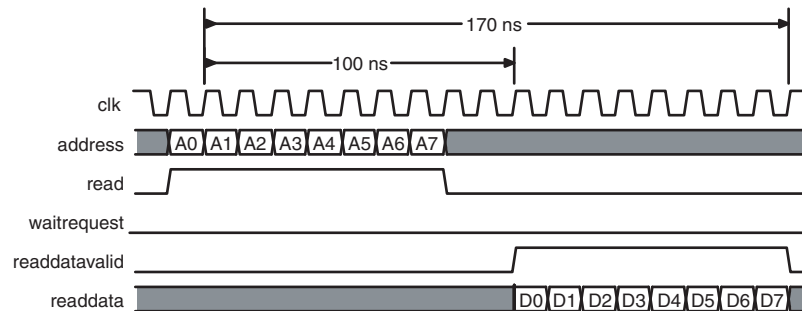 170 ns
100 ns
clk
address A0 A1 A2 A3 A4 A5 A6 A7
read
waitrequest
readdatavalid
readdata D0 D1 D2 D3 D4 D5 D6 D7